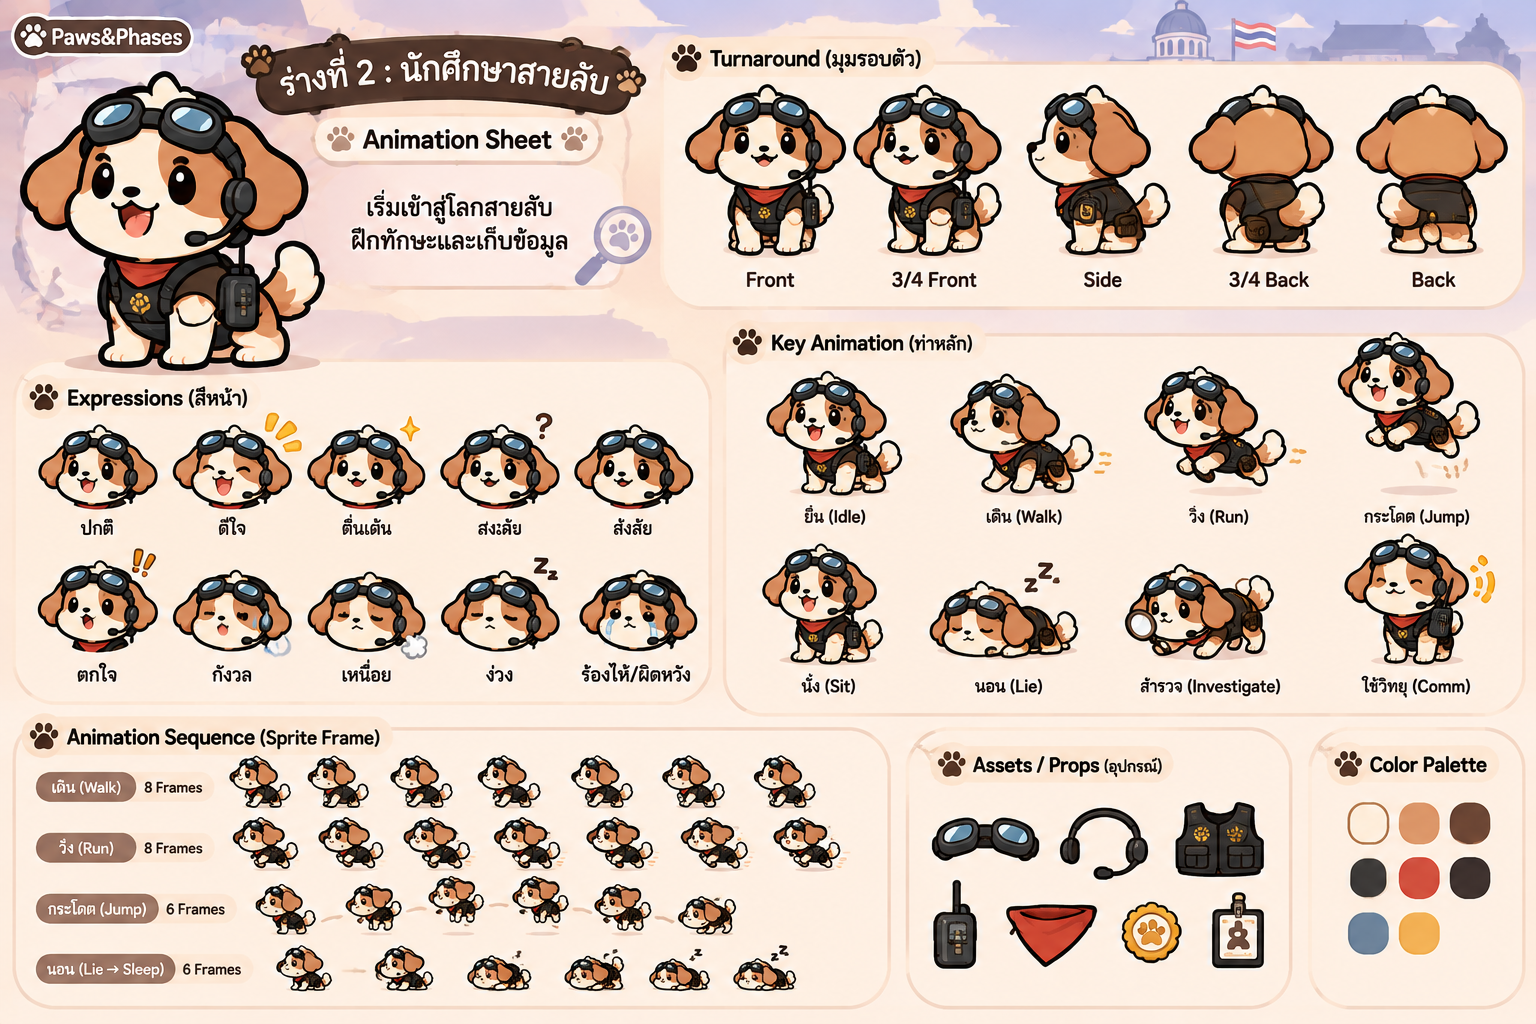 Paws&Phases
ร่างที่ 2 : นักศึกษาสายลับ
Animation Sheet
เริ่มเข้าสู่โลกสายลับ
ฝึกทักษะและเก็บข้อมูล
Turnaround (มุมรอบตัว)
Front
3/4 Front
Side
3/4 Back
Back
Expressions (สีหน้า)
?
ปกติ
ดีใจ
ตื่นเต้น
สงสัย
สงสัย
!!
Zz
ตกใจ
กังวล
เหนื่อย
ง่วง
ร้องไห้/ผิดหวัง
Key Animation (ท่าหลัก)
ยืน (Idle)
เดิน (Walk)
วิ่ง (Run)
กระโดด (Jump)
zZ
นั่ง (Sit)
นอน (Lie)
สำรวจ (Investigate)
ใช้วิทยุ (Comm)
Animation Sequence (Sprite Frame)
เดิน (Walk) 8 Frames
วิ่ง (Run) 8 Frames
กระโดด (Jump) 6 Frames
นอน (Lie → Sleep) 6 Frames
Assets / Props (อุปกรณ์)
Color Palette